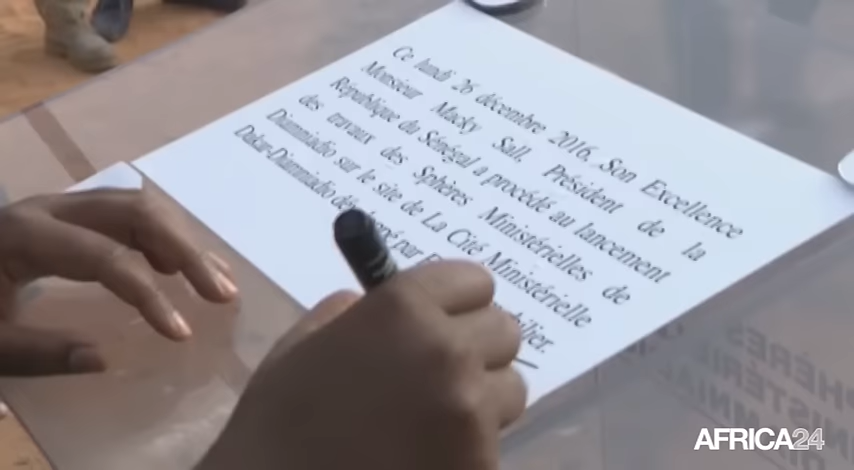 Ce lundi 26 décembre 2016, Son Excellence
Monsieur Macky Sall, Président de la
République du Sénégal a procédé au lancement
des travaux des Sphères Ministérielles de
Diamniadio sur le site de La Cité Ministérielle
Dakar-Diamniadio par
AFRICA24